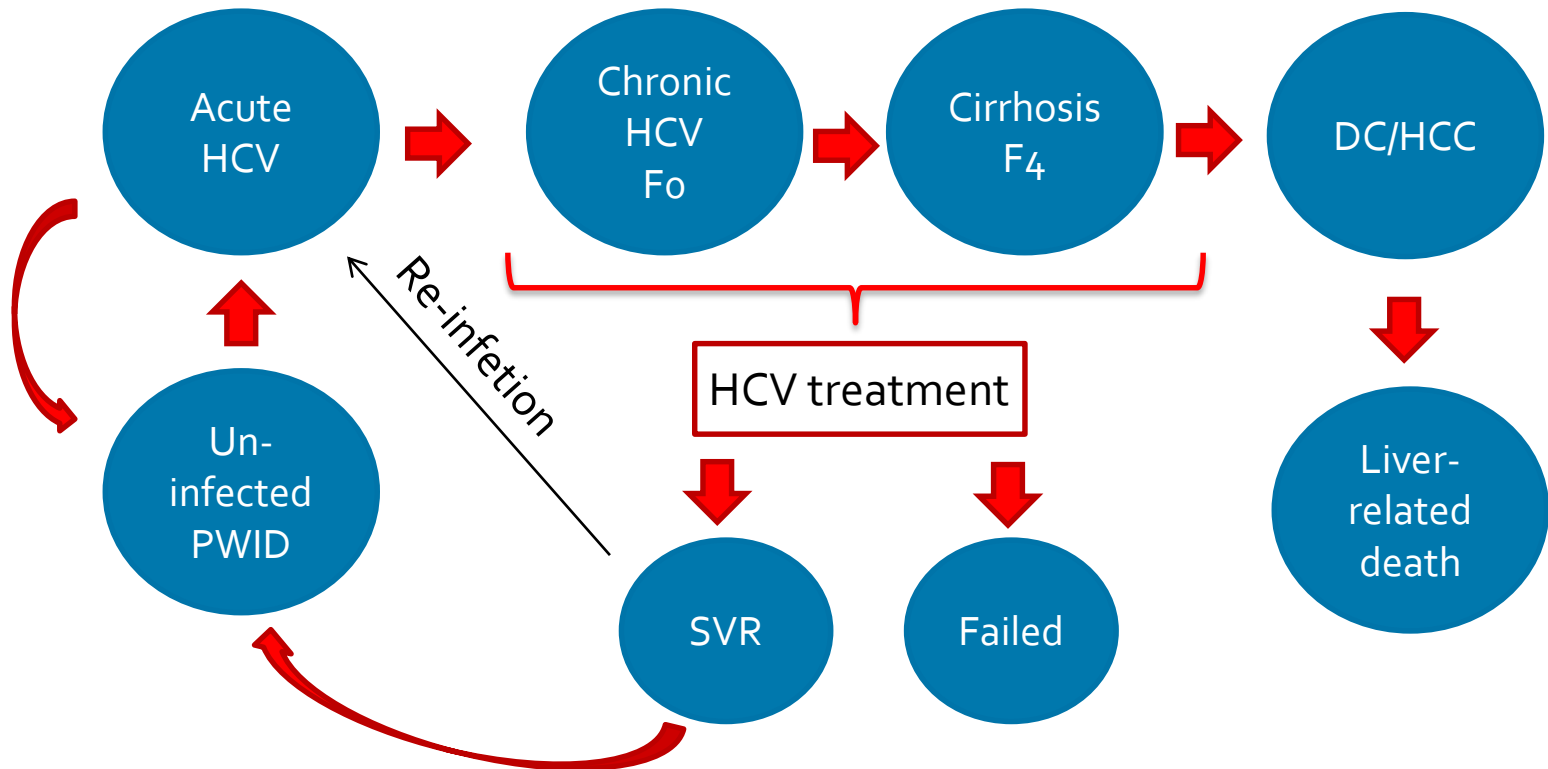 Acute
HCV
Chronic
HCV
F0
Cirrhosis
F4
DC/HCC
Re-infetion
HCV treatment
Un-
infected
PWID
Liver-
related
death
SVR
Failed